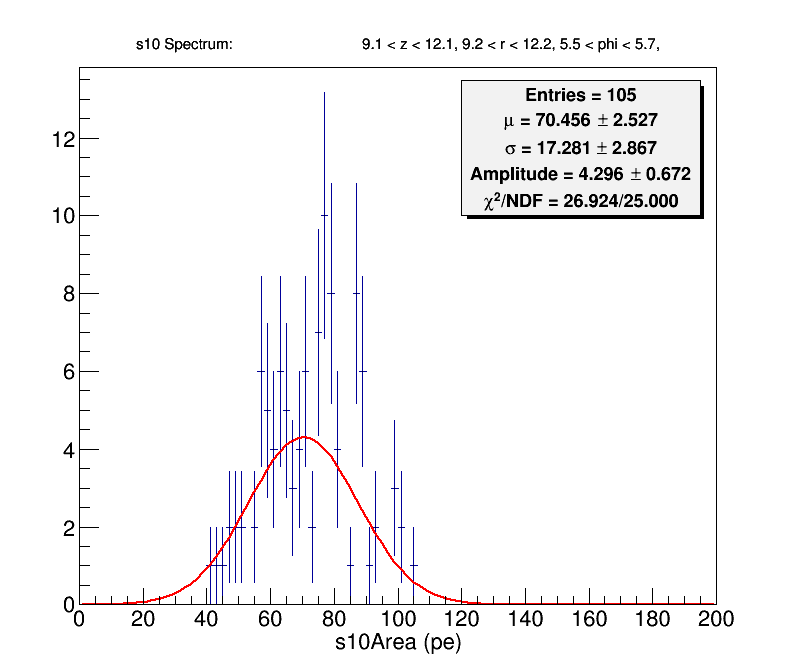 s10 Spectrum: 9.1 < z < 12.1, 9.2 < r < 12.2, 5.5 < phi < 5.7,
Entries = 105
μ = 70.456 ± 2.527
σ = 17.281 ± 2.867
Amplitude = 4.296 ± 0.672
χ²/NDF = 26.924/25.000
12
10
8
6
4
2
0
0 20 40 60 80 100 120 140 160 180 200
s10Area (pe)